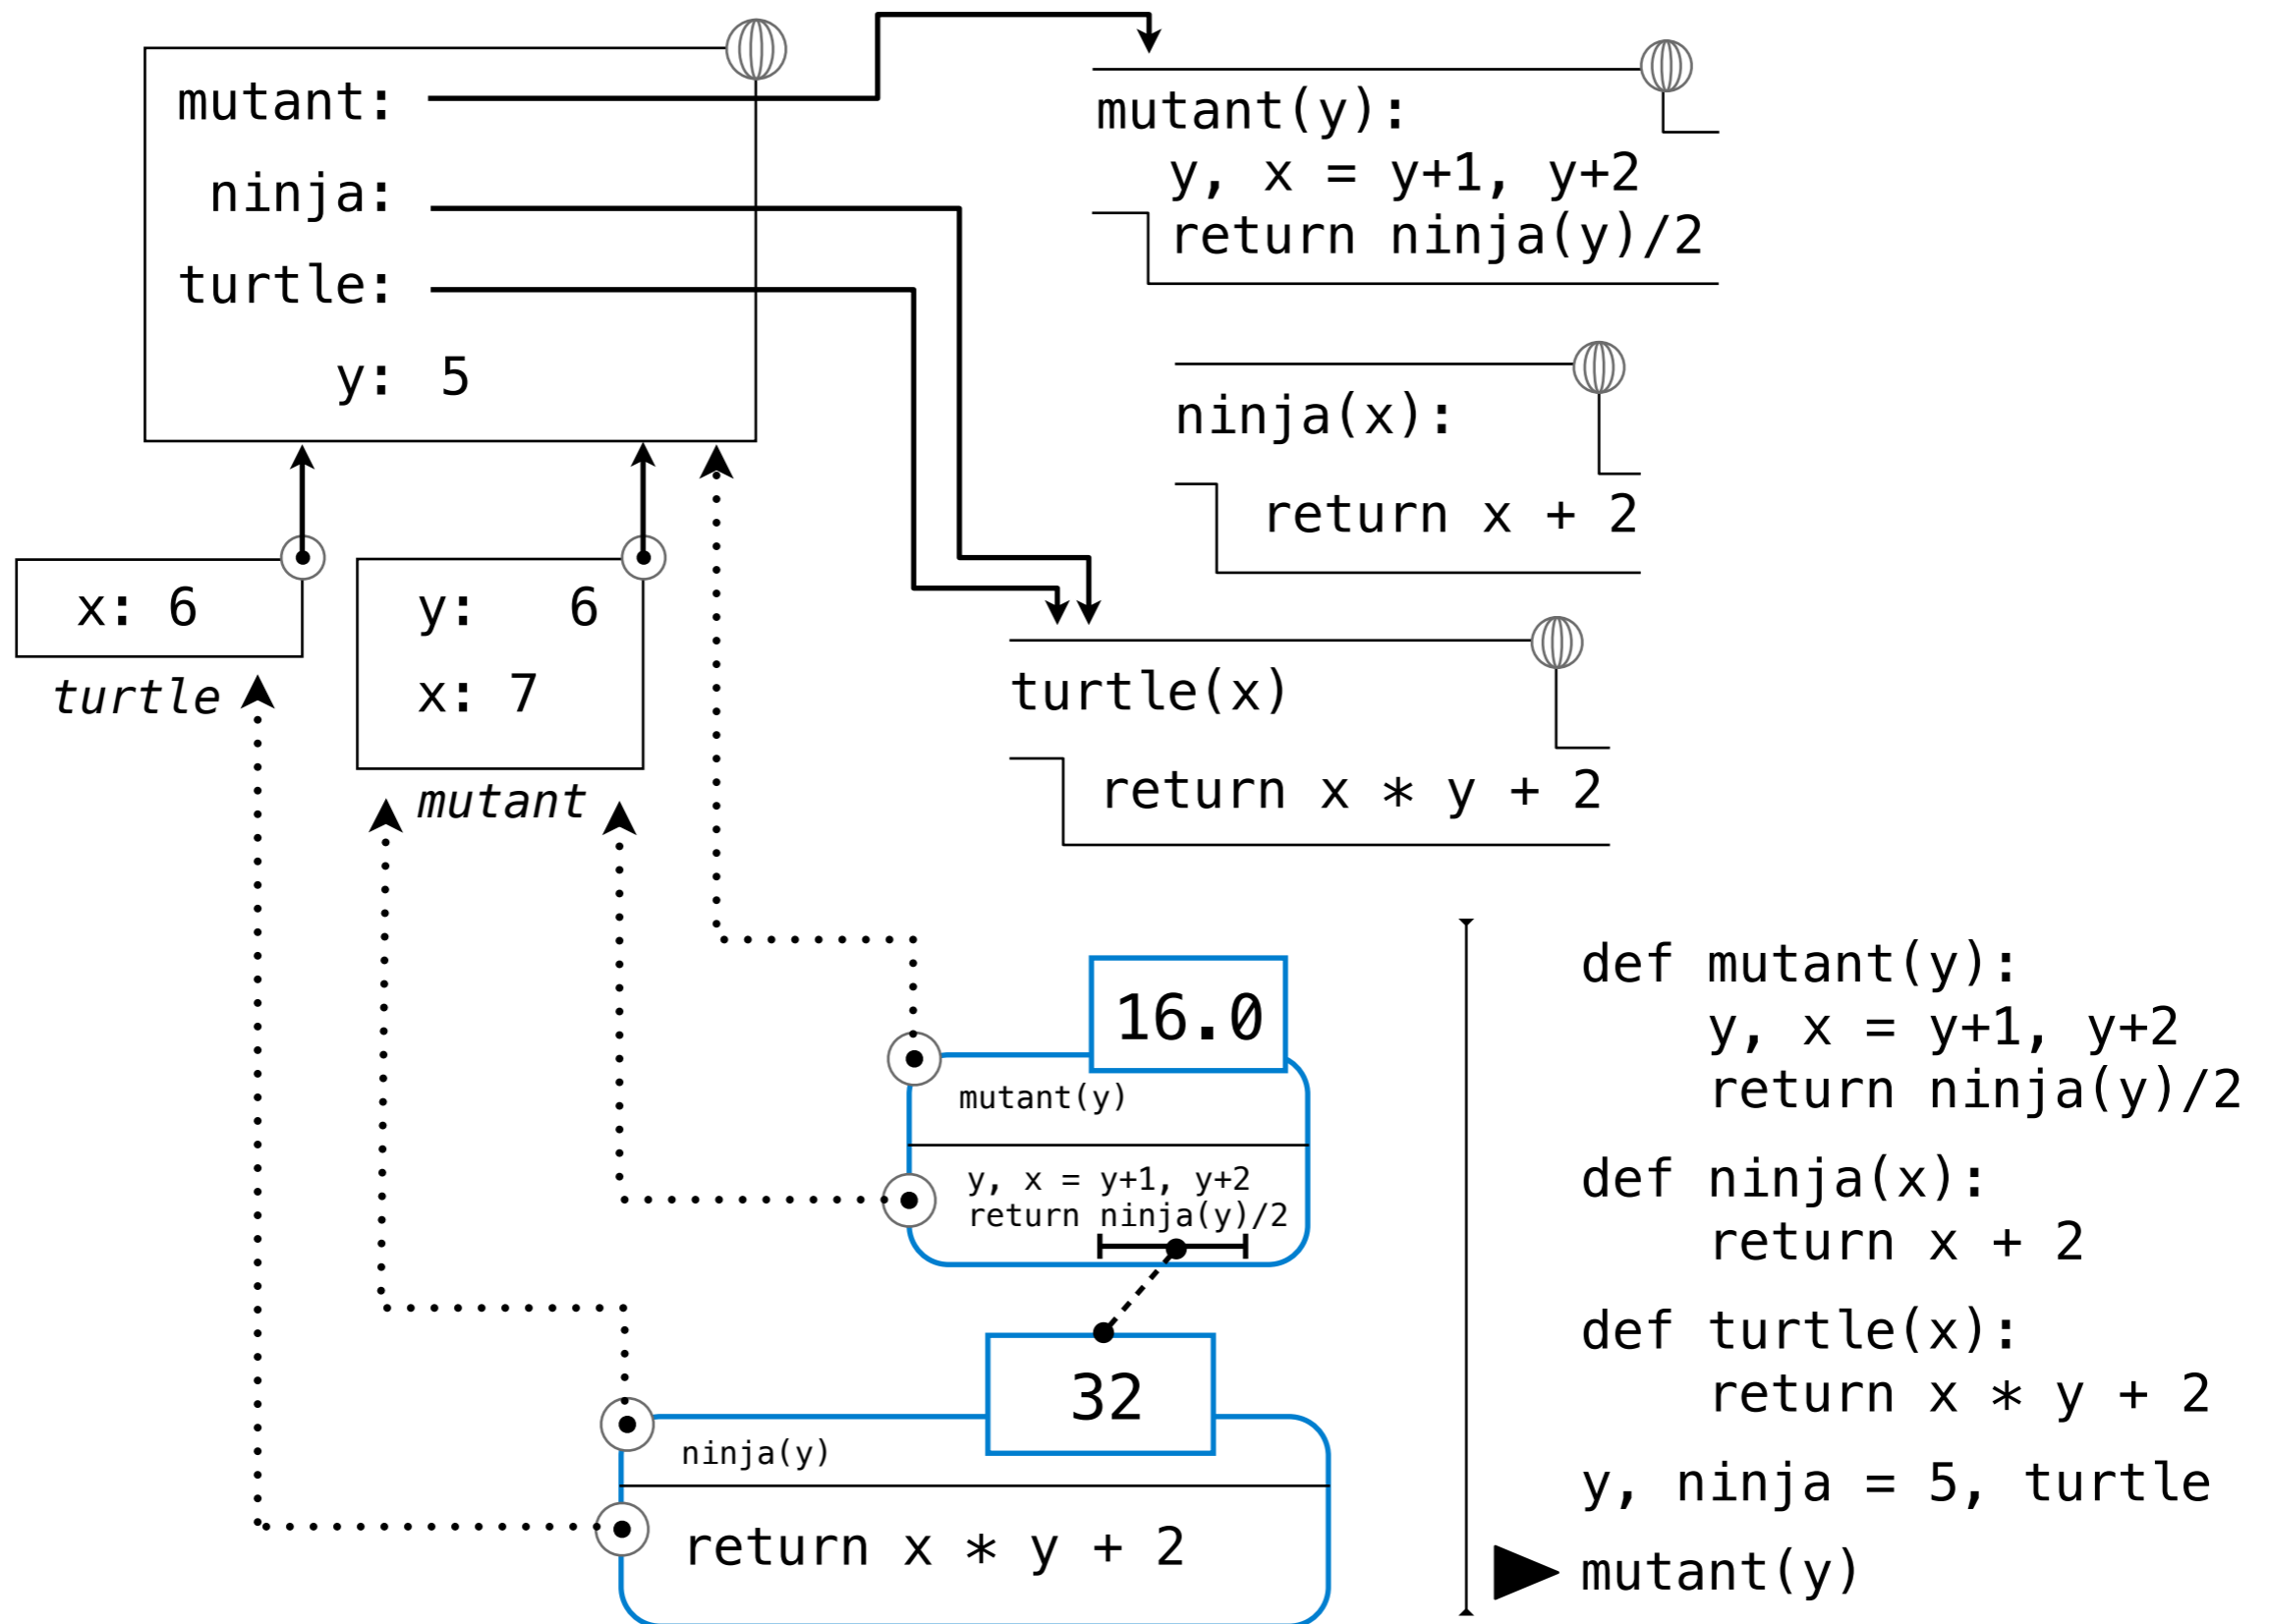 mutant:
ninja:
turtle:
y: 5
mutant(y):
y, x = y+1, y+2
return ninja(y)/2
ninja(x):
return x + 2
x: 6
turtle
y: 6
x: 7
mutant
turtle(x)
return x * y + 2
16.0
mutant(y)
y, x = y+1, y+2
return ninja(y)/2
32
ninja(y)
return x * y + 2
def mutant(y):
y, x = y+1, y+2
return ninja(y)/2
def ninja(x):
return x + 2
def turtle(x):
return x * y + 2
y, ninja = 5, turtle
mutant(y)